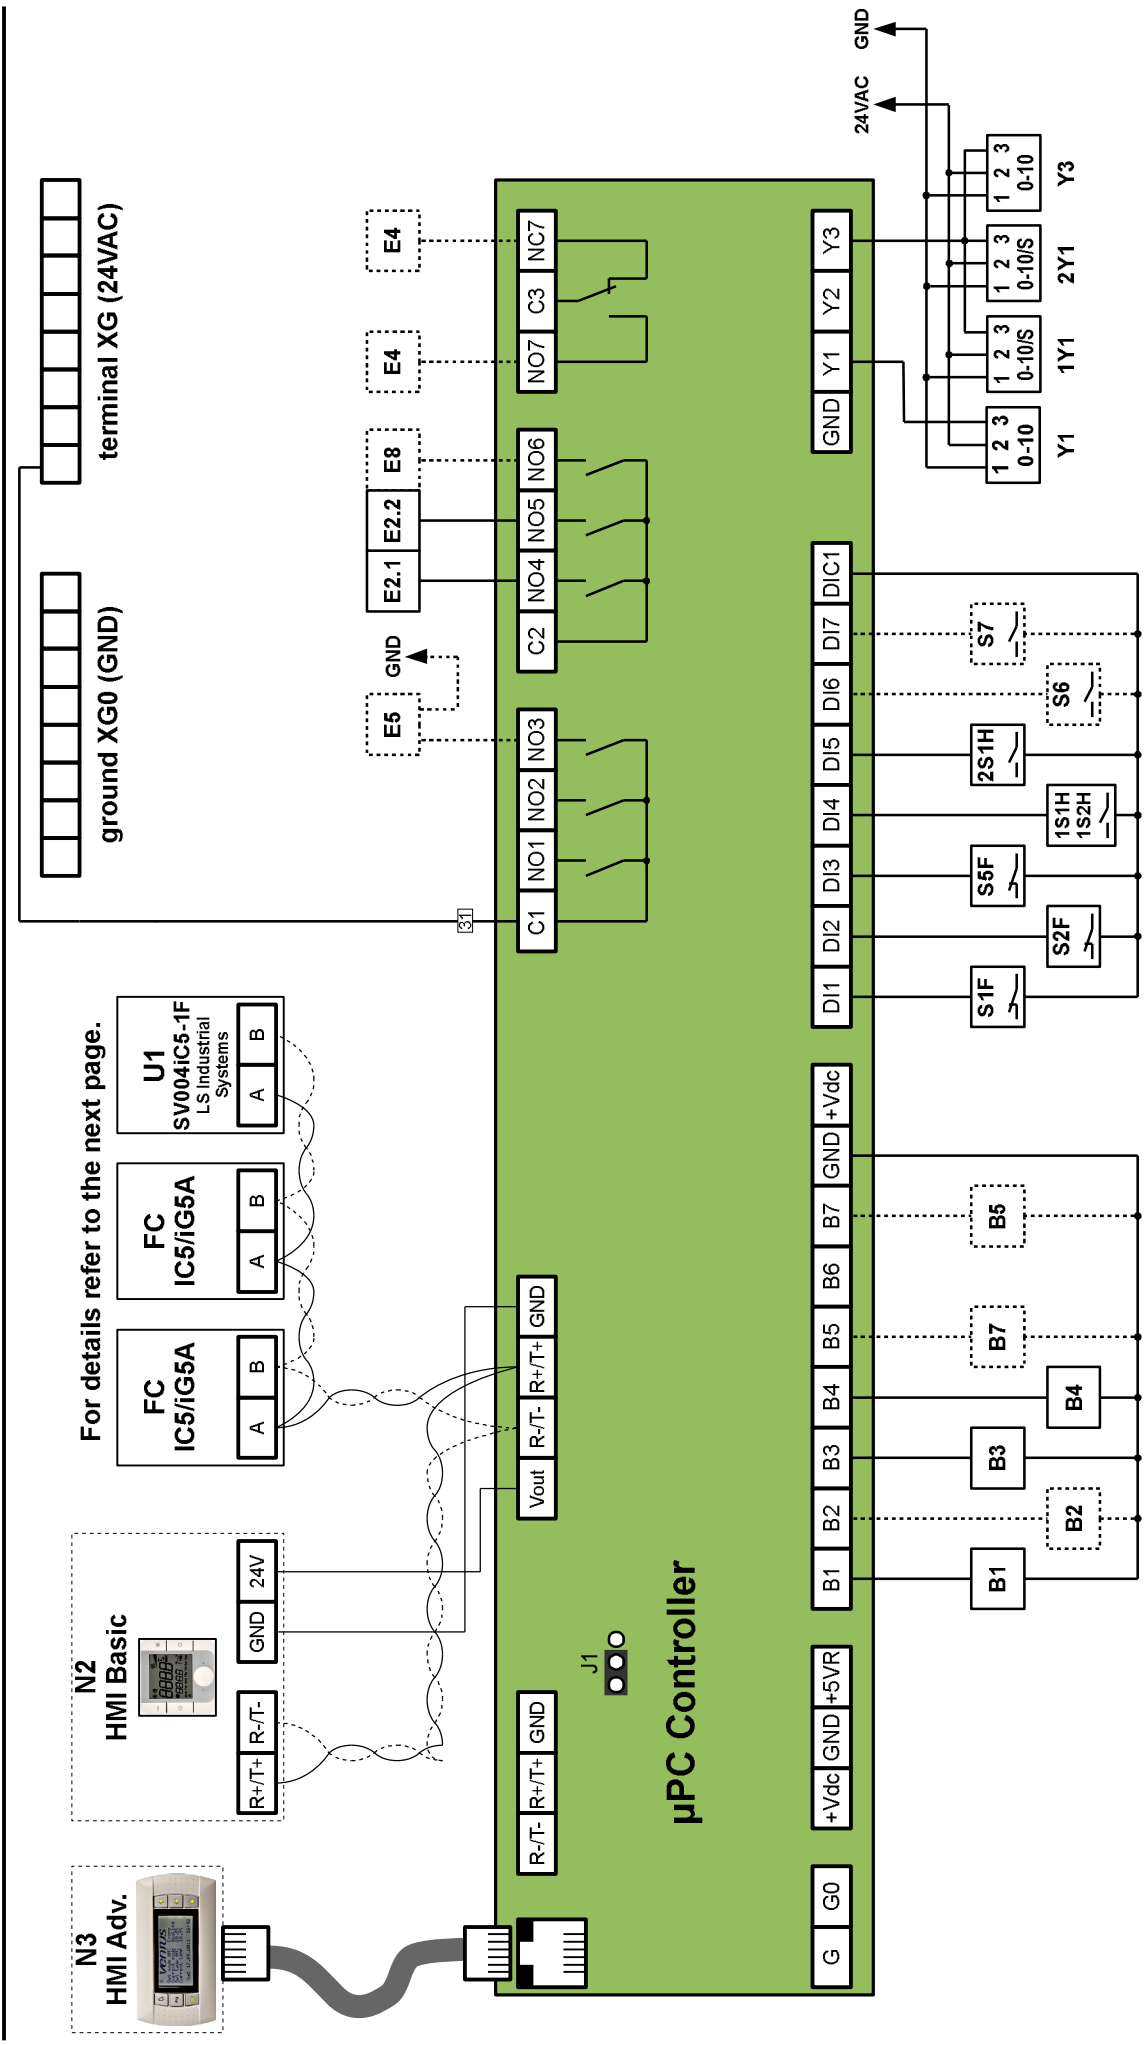 N3
HMI Adv.
N2
HMI Basic
R+/T+ R-/T- GND 24V
For details refer to the next page.
FC
IC5/iG5A
A B
FC
IC5/iG5A
A B
U1
SV004iC5-1F
LS Industrial
Systems
A B
ground XG0 (GND)
terminal XG (24VAC)
31
E5
GND
E2.1 E2.2 E8
E4
E4
R-/T- R+/T+ GND
Vout R-/T- R+/T+ GND
C1 NO1 NO2 NO3
C2 NO4 NO5 NO6
NO7 C3 NC7
J1
µPC Controller
G G0
+Vdc GND +5VR
B1 B2 B3 B4 B5 B6 B7 GND +Vdc
DI1 DI2 DI3 DI4 DI5 DI6 DI7 DIC1
GND Y1 Y2 Y3
24VAC
GND
B1
B2
B3
B4
B7
B5
S1F
S2F
S5F
1S1H
1S2H
2S1H
S6
S7
1 2 3
0-10
Y1
1 2 3
0-10/S
1Y1
1 2 3
0-10/S
2Y1
1 2 3
0-10
Y3